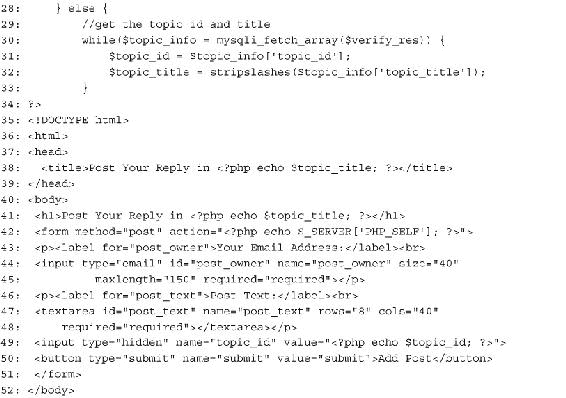 28:     } else {
29:         //get the topic id and title
30:         while($topic_info = mysqli_fetch_array($verify_res)) {
31:             $topic_id = $topic_info['topic_id'];
32:             $topic_title = stripslashes($topic_info['topic_title']);
33:         }
34: ?>
35: <!DOCTYPE html>
36: <html>
37: <head>
38:   <title>Post Your Reply in <?php echo $topic_title; ?></title>
39: </head>
40: <body>
41:  <h1>Post Your Reply in <?php echo $topic_title; ?></h1>
42:  <form method="post" action="<?php echo $_SERVER['PHP_SELF']; ?>">
43:  <p><label for="post_owner">Your Email Address:</label><br>
44:  <input type="email" id="post_owner" name="post_owner" size="40"
45:           maxlength="150" required="required"></p>
46:  <p><label for="post_text">Post Text:</label><br>
47:  <textarea id="post_text" name="post_text" rows="8" cols="40"
48:      required="required"></textarea></p>
49:  <input type="hidden" name="topic_id" value="<?php echo $topic_id; ?>">
50:  <button type="submit" name="submit" value="submit">Add Post</button>
51:  </form>
52: </body>